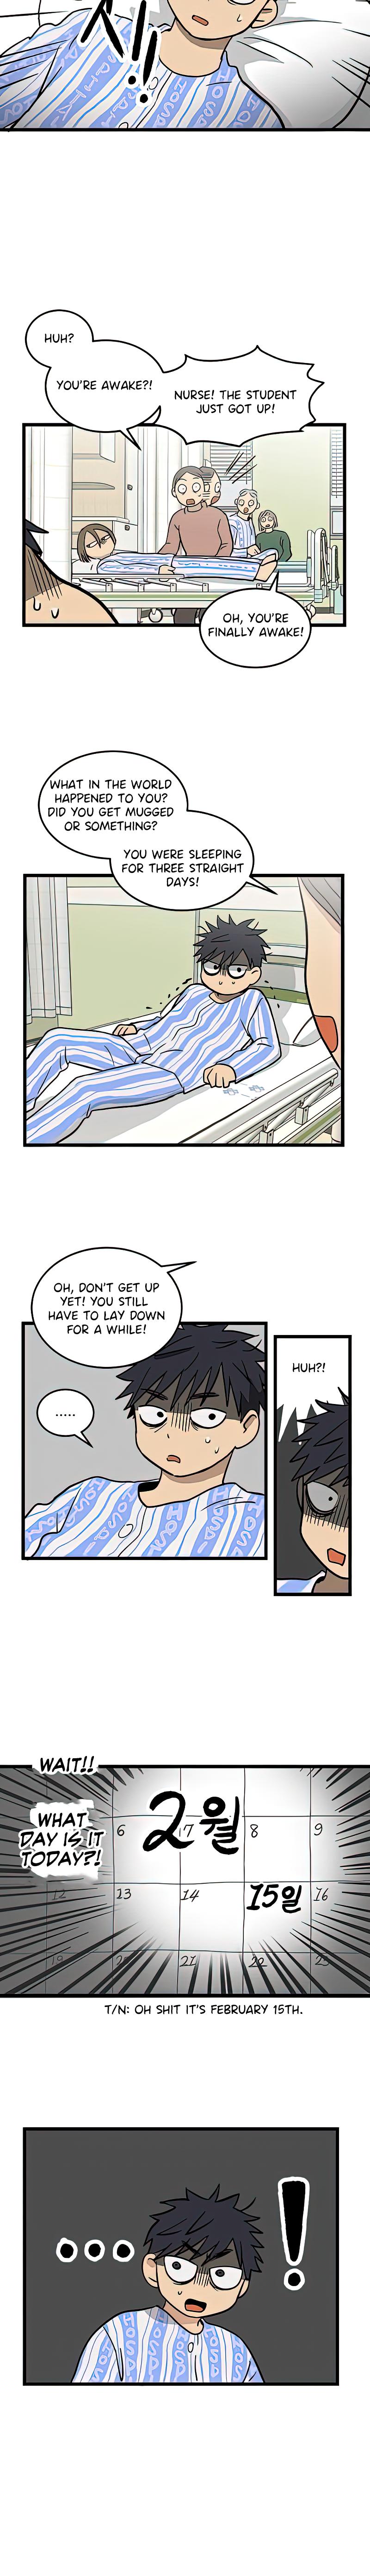 HUH?
YOU'RE AWAKE?!
NURSE! THE STUDENT
JUST GOT UP!
OH, YOU'RE
FINALLY AWAKE!
WHAT IN THE WORLD
HAPPENED TO YOU?
DID YOU GET MUGGED
OR SOMETHING?
YOU WERE SLEEPING
FOR THREE STRAIGHT
DAYS!
OH, DON'T GET UP
YET! YOU STILL
HAVE TO LAY DOWN
FOR A WHILE!
.....
HUH?!
WAIT!!
WHAT
DAY IS IT
TODAY?!
2월
6 7 8 9
12 13 14 15일 16
19 21 22 23
T/N: OH SHIT IT'S FEBRUARY 15TH.
...
!